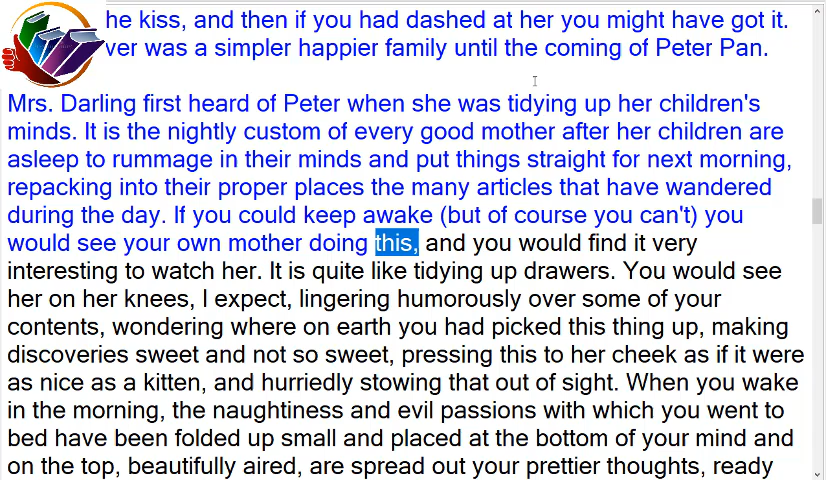 he kiss, and then if you had dashed at her you might have got it.
ver was a simpler happier family until the coming of Peter Pan.
Mrs. Darling first heard of Peter when she was tidying up her children's
minds. It is the nightly custom of every good mother after her children are
asleep to rummage in their minds and put things straight for next morning,
repacking into their proper places the many articles that have wandered
during the day. If you could keep awake (but of course you can't) you
would see your own mother doing this, and you would find it very
interesting to watch her. It is quite like tidying up drawers. You would see
her on her knees, I expect, lingering humorously over some of your
contents, wondering where on earth you had picked this thing up, making
discoveries sweet and not so sweet, pressing this to her cheek as if it were
as nice as a kitten, and hurriedly stowing that out of sight. When you wake
in the morning, the naughtiness and evil passions with which you went to
bed have been folded up small and placed at the bottom of your mind and
on the top, beautifully aired, are spread out your prettier thoughts, ready